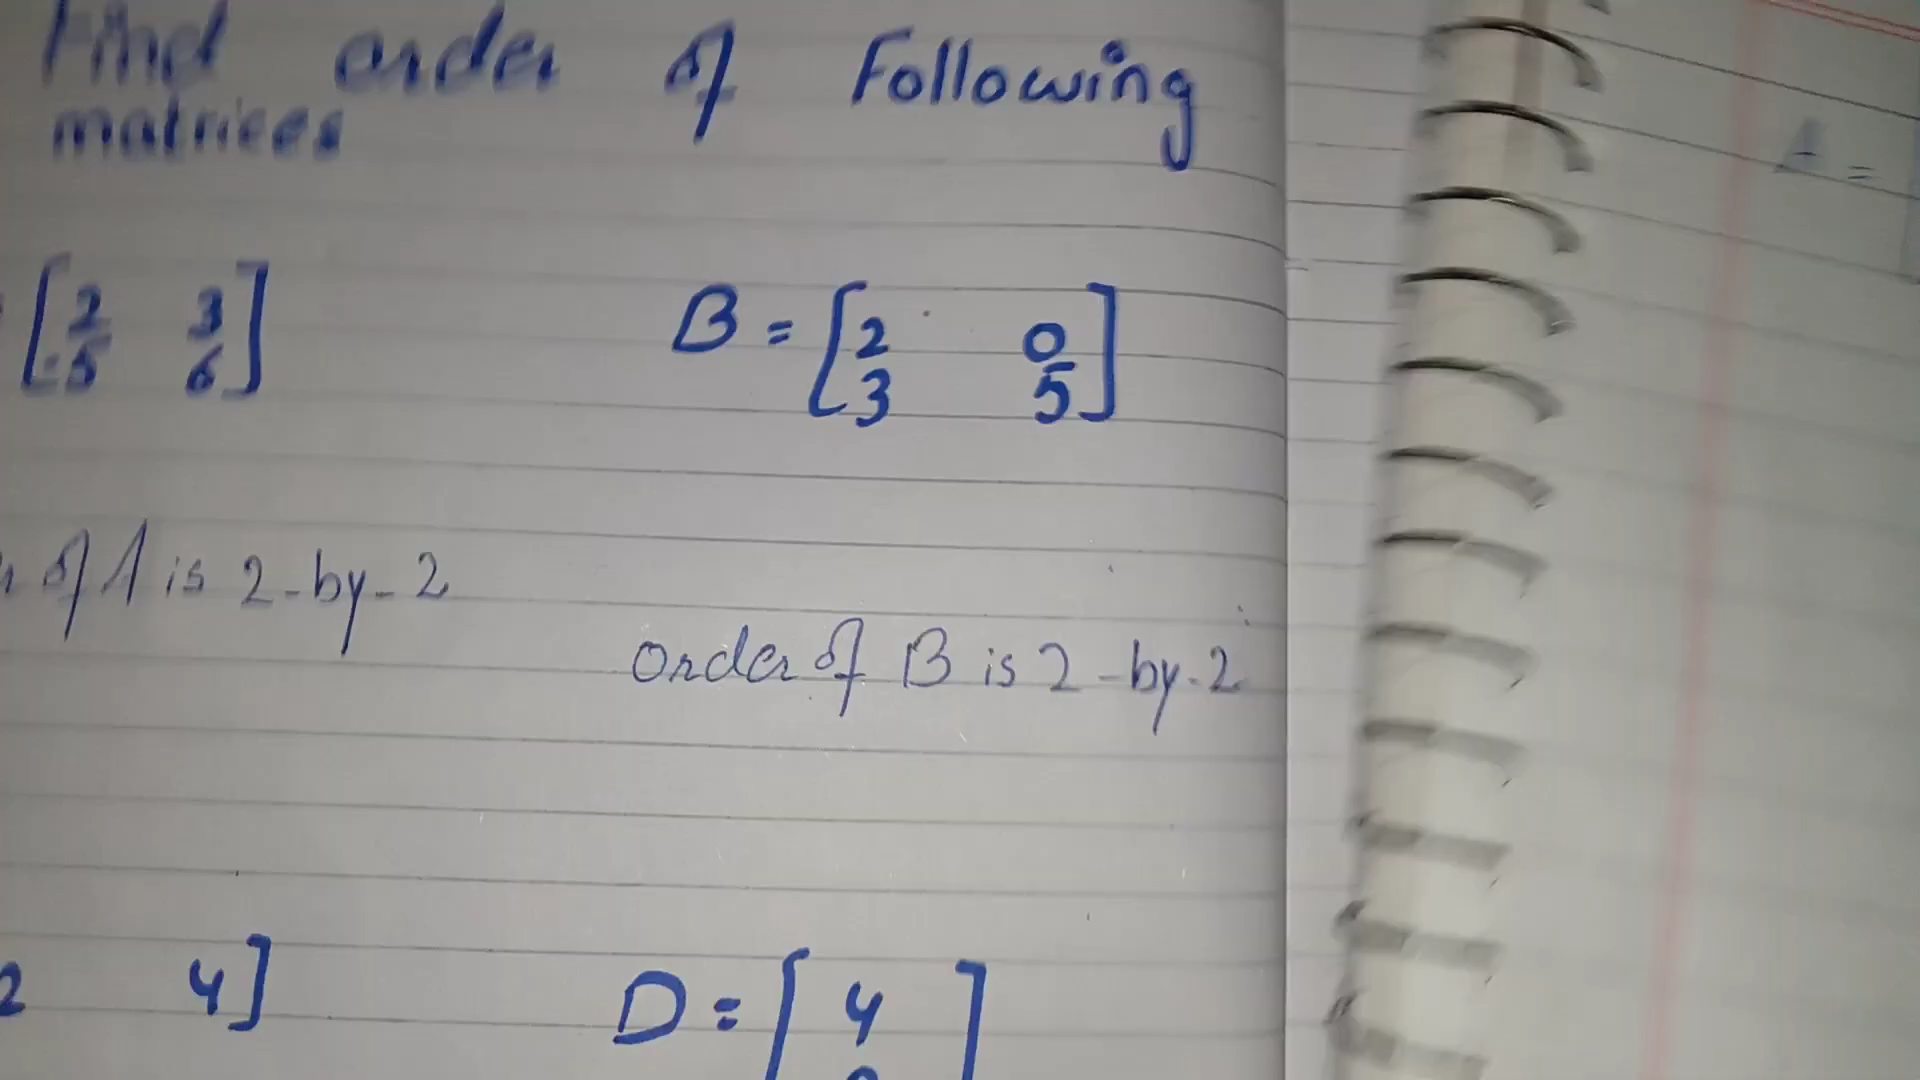 Find order of Following
matrices
[2 3
-5 6]
B = [2 0
3 5]
of A is 2-by-2
order of B is 2-by-2
2 4]
D = [4 ]
A =